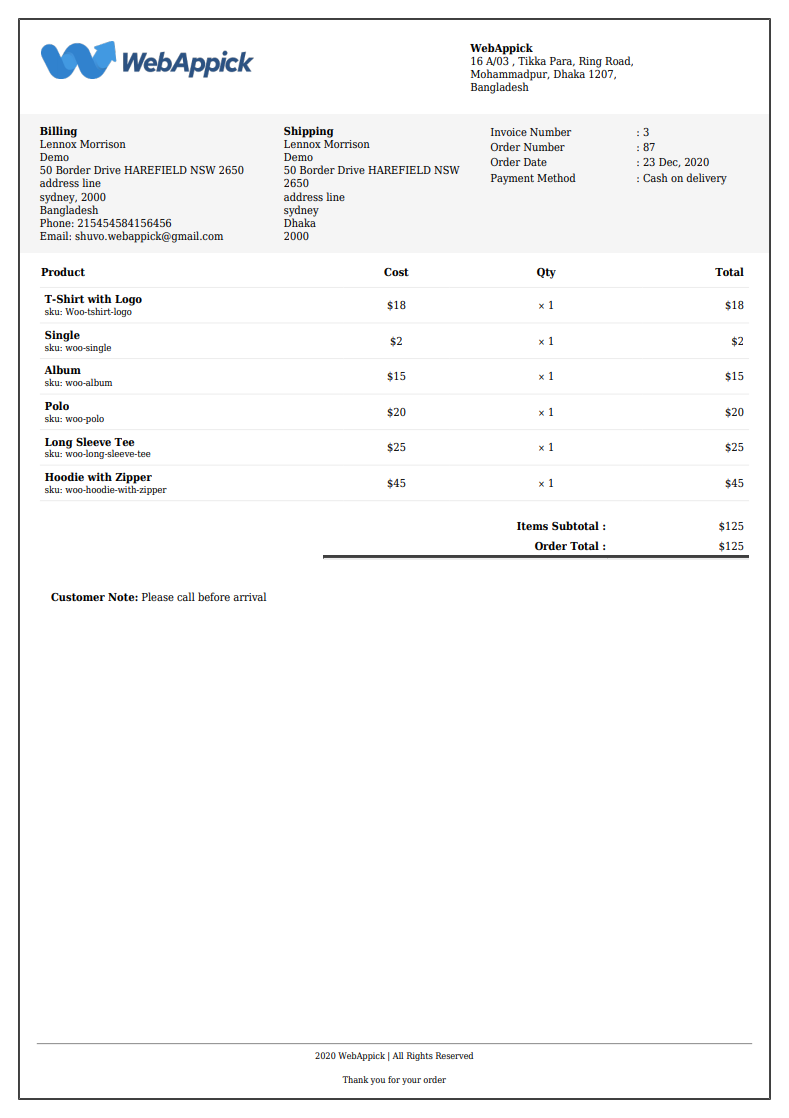 WebAppick
WebAppick
16 A/03 , Tikka Para, Ring Road,
Mohammadpur, Dhaka 1207,
Bangladesh
Billing
Lennox Morrison
Demo
50 Border Drive HAREFIELD NSW 2650
address line
sydney, 2000
Bangladesh
Phone: 215454584156456
Email: shuvo.webappick@gmail.com
Shipping
Lennox Morrison
Demo
50 Border Drive HAREFIELD NSW
2650
address line
sydney
Dhaka
2000
Invoice Number : 3
Order Number : 87
Order Date : 23 Dec, 2020
Payment Method : Cash on delivery
Product Cost Qty Total
T-Shirt with Logo
sku: Woo-tshirt-logo
$18 × 1 $18
Single
sku: woo-single
$2 × 1 $2
Album
sku: woo-album
$15 × 1 $15
Polo
sku: woo-polo
$20 × 1 $20
Long Sleeve Tee
sku: woo-long-sleeve-tee
$25 × 1 $25
Hoodie with Zipper
sku: woo-hoodie-with-zipper
$45 × 1 $45
Items Subtotal : $125
Order Total : $125
Customer Note: Please call before arrival
2020 WebAppick | All Rights Reserved
Thank you for your order